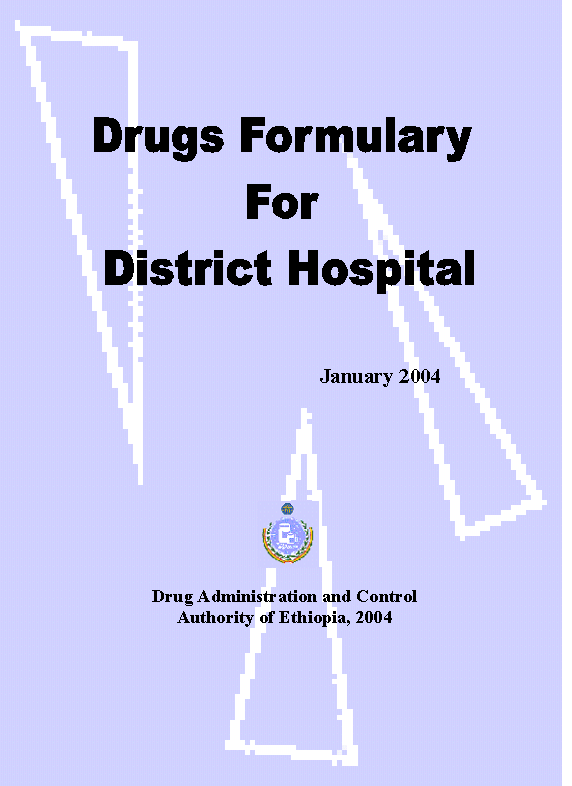 Drugs Formulary
For
District Hospital
January 2004
Drug Administration and Control
Authority of Ethiopia, 2004